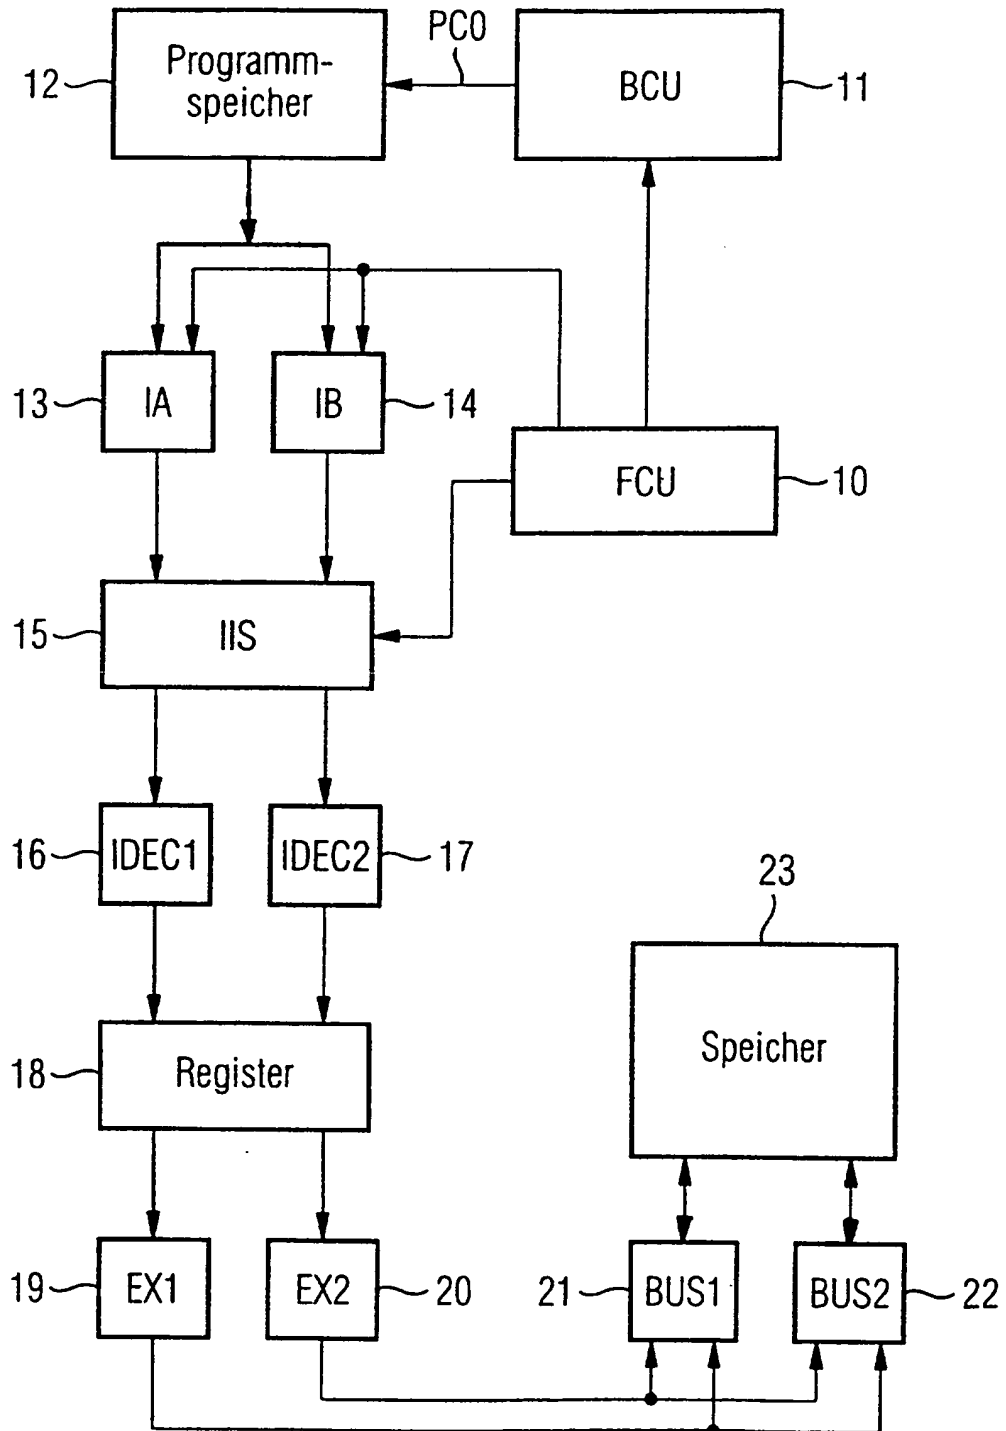 PC0
12
Programm-
speicher
BCU
11
13
IA
IB
14
FCU
10
15
IIS
16
IDEC1
IDEC2
17
23
18
Register
Speicher
19
EX1
EX2
20
21
BUS1
BUS2
22